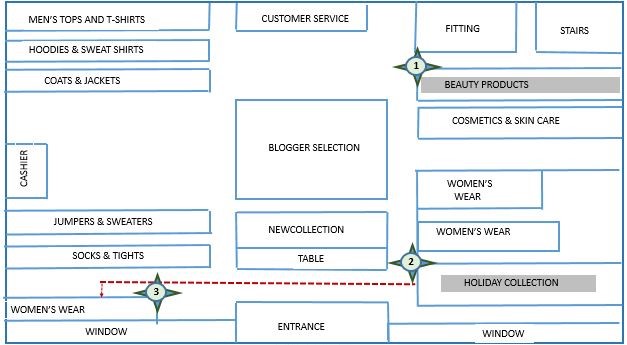 MEN'S TOPS AND T-SHIRTS
CUSTOMER SERVICE
FITTING
STAIRS
HOODIES & SWEAT SHIRTS
1
COATS & JACKETS
BEAUTY PRODUCTS
COSMETICS & SKIN CARE
BLOGGER SELECTION
CASHIER
WOMEN'S
WEAR
JUMPERS & SWEATERS
NEWCOLLECTION
WOMEN'S WEAR
SOCKS & TIGHTS
TABLE
2
HOLIDAY COLLECTION
3
WOMEN'S WEAR
WINDOW
ENTRANCE
WINDOW